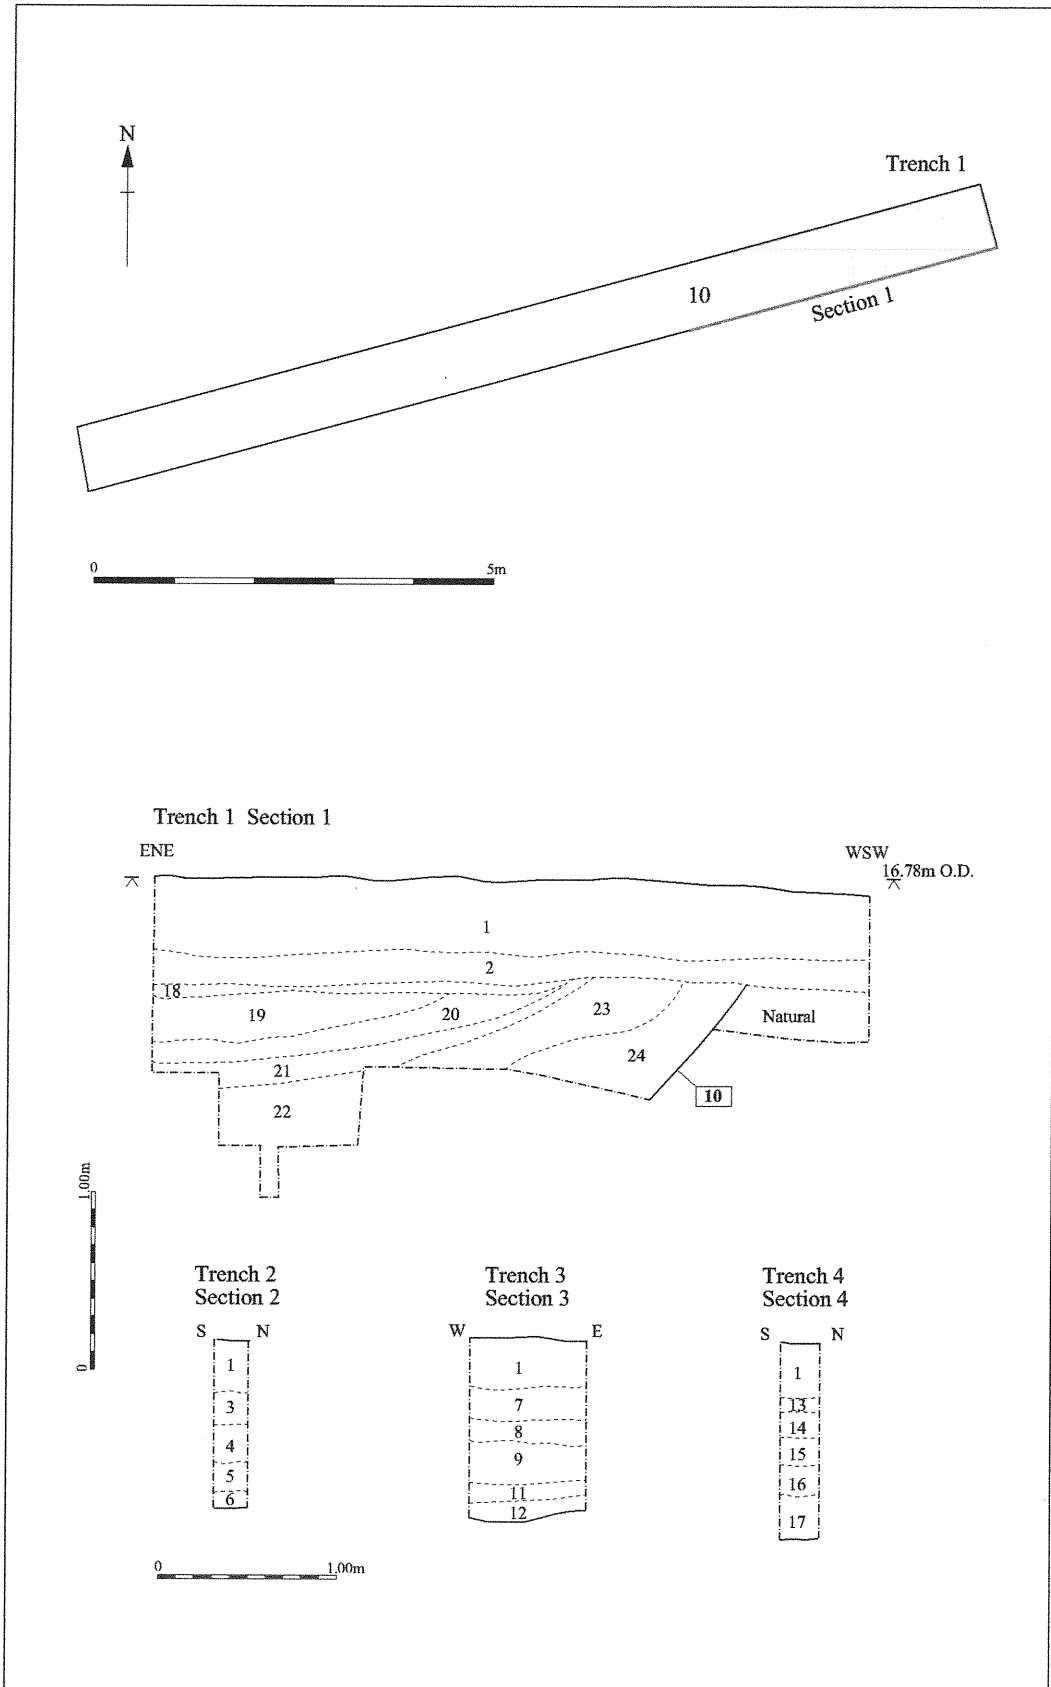 N
Trench 1
10
Section 1
0 5m
Trench 1 Section 1
ENE
WSW
16.78m O.D.
1
2
18
19
20
23
Natural
21
24
10
22
1.00m
0
Trench 2
Section 2
S N
1
3
4
5
6
Trench 3
Section 3
W E
1
7
8
9
11
12
Trench 4
Section 4
S N
1
13
14
15
16
17
0 1.00m